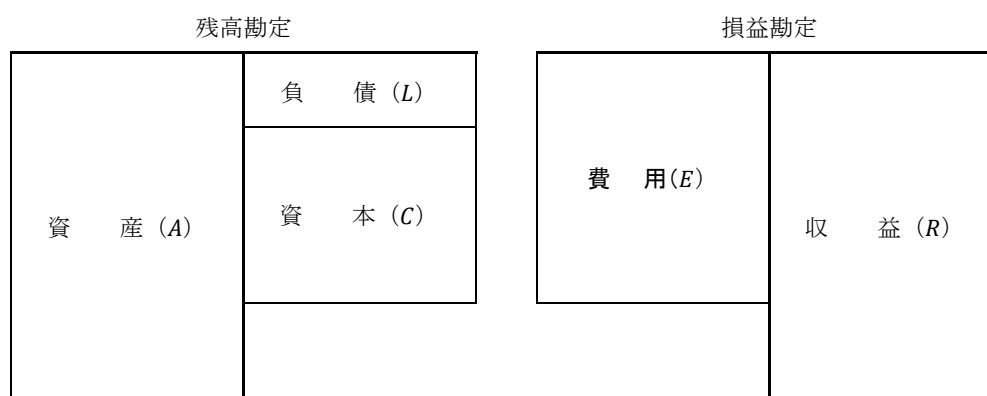 残高勘定
損益勘定
負 債 (L)
資 産 (A)
資 本 (C)
費 用(E)
収 益 (R)